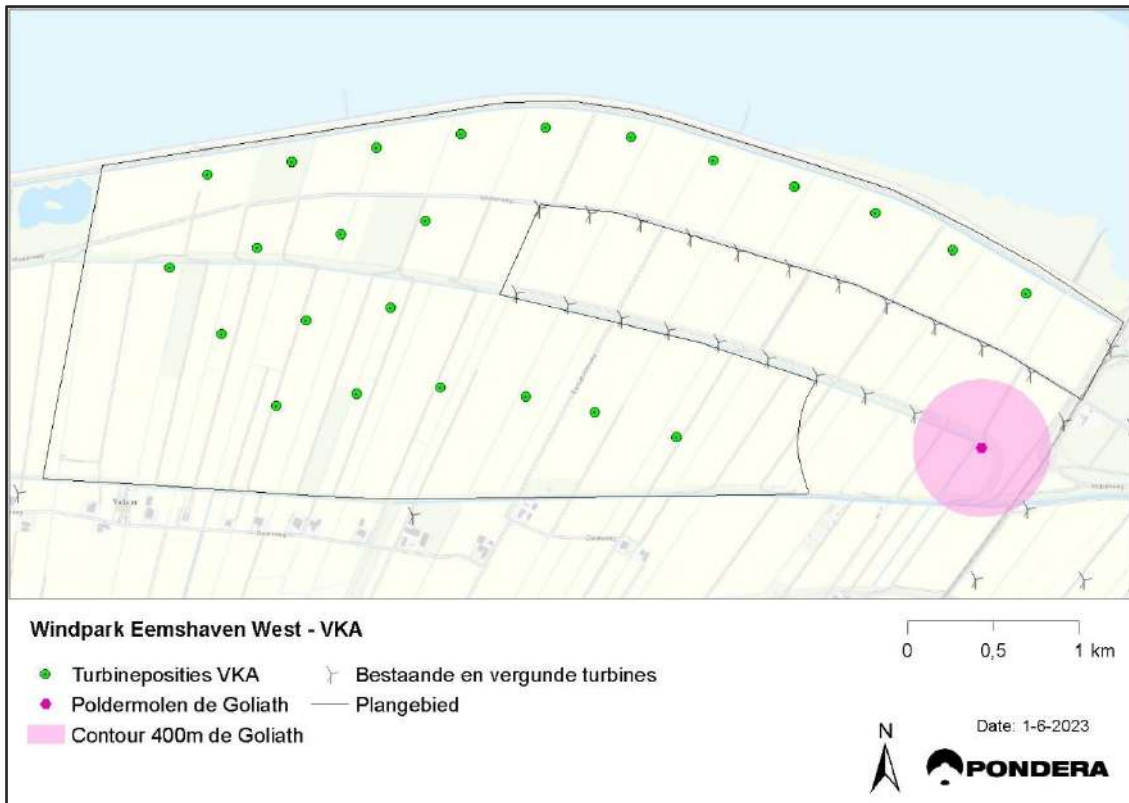 Valom
Windpark Eemshaven West - VKA
Turbineposities VKA
Bestaande en vergunde turbines
Poldermolen de Goliath
Plangebied
Contour 400m de Goliath
0
0,5
1 km
N
Date: 1-6-2023
PONDERA